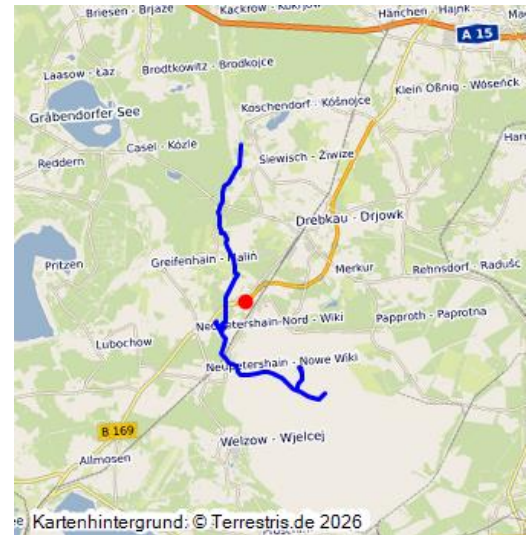 Briesen - Brjaze
Kackrow - Kokrjow
Hänchen - Hajnk
A 15
Laasow - Łaz
Brodtkowitz - Brodkojce
Klein Oßnig - Wóseńck
Gräbendorfer See
Koschendorf - Kóšnojce
Casel - Kózle
Siewisch - Žiwize
Reddern
Drebkau - Drjowk
Pritzen
Greifenhain - Maliń
Merkur
Rehnsdorf - Radušc
Neupetershain-Nord - Wiki
Papproth - Paprotna
Lubochow
Neupetershain - Nowe Wiki
B 169
Welzow - Wjelcej
Allmosen
Kartenhintergrund: © Terrestris.de 2026